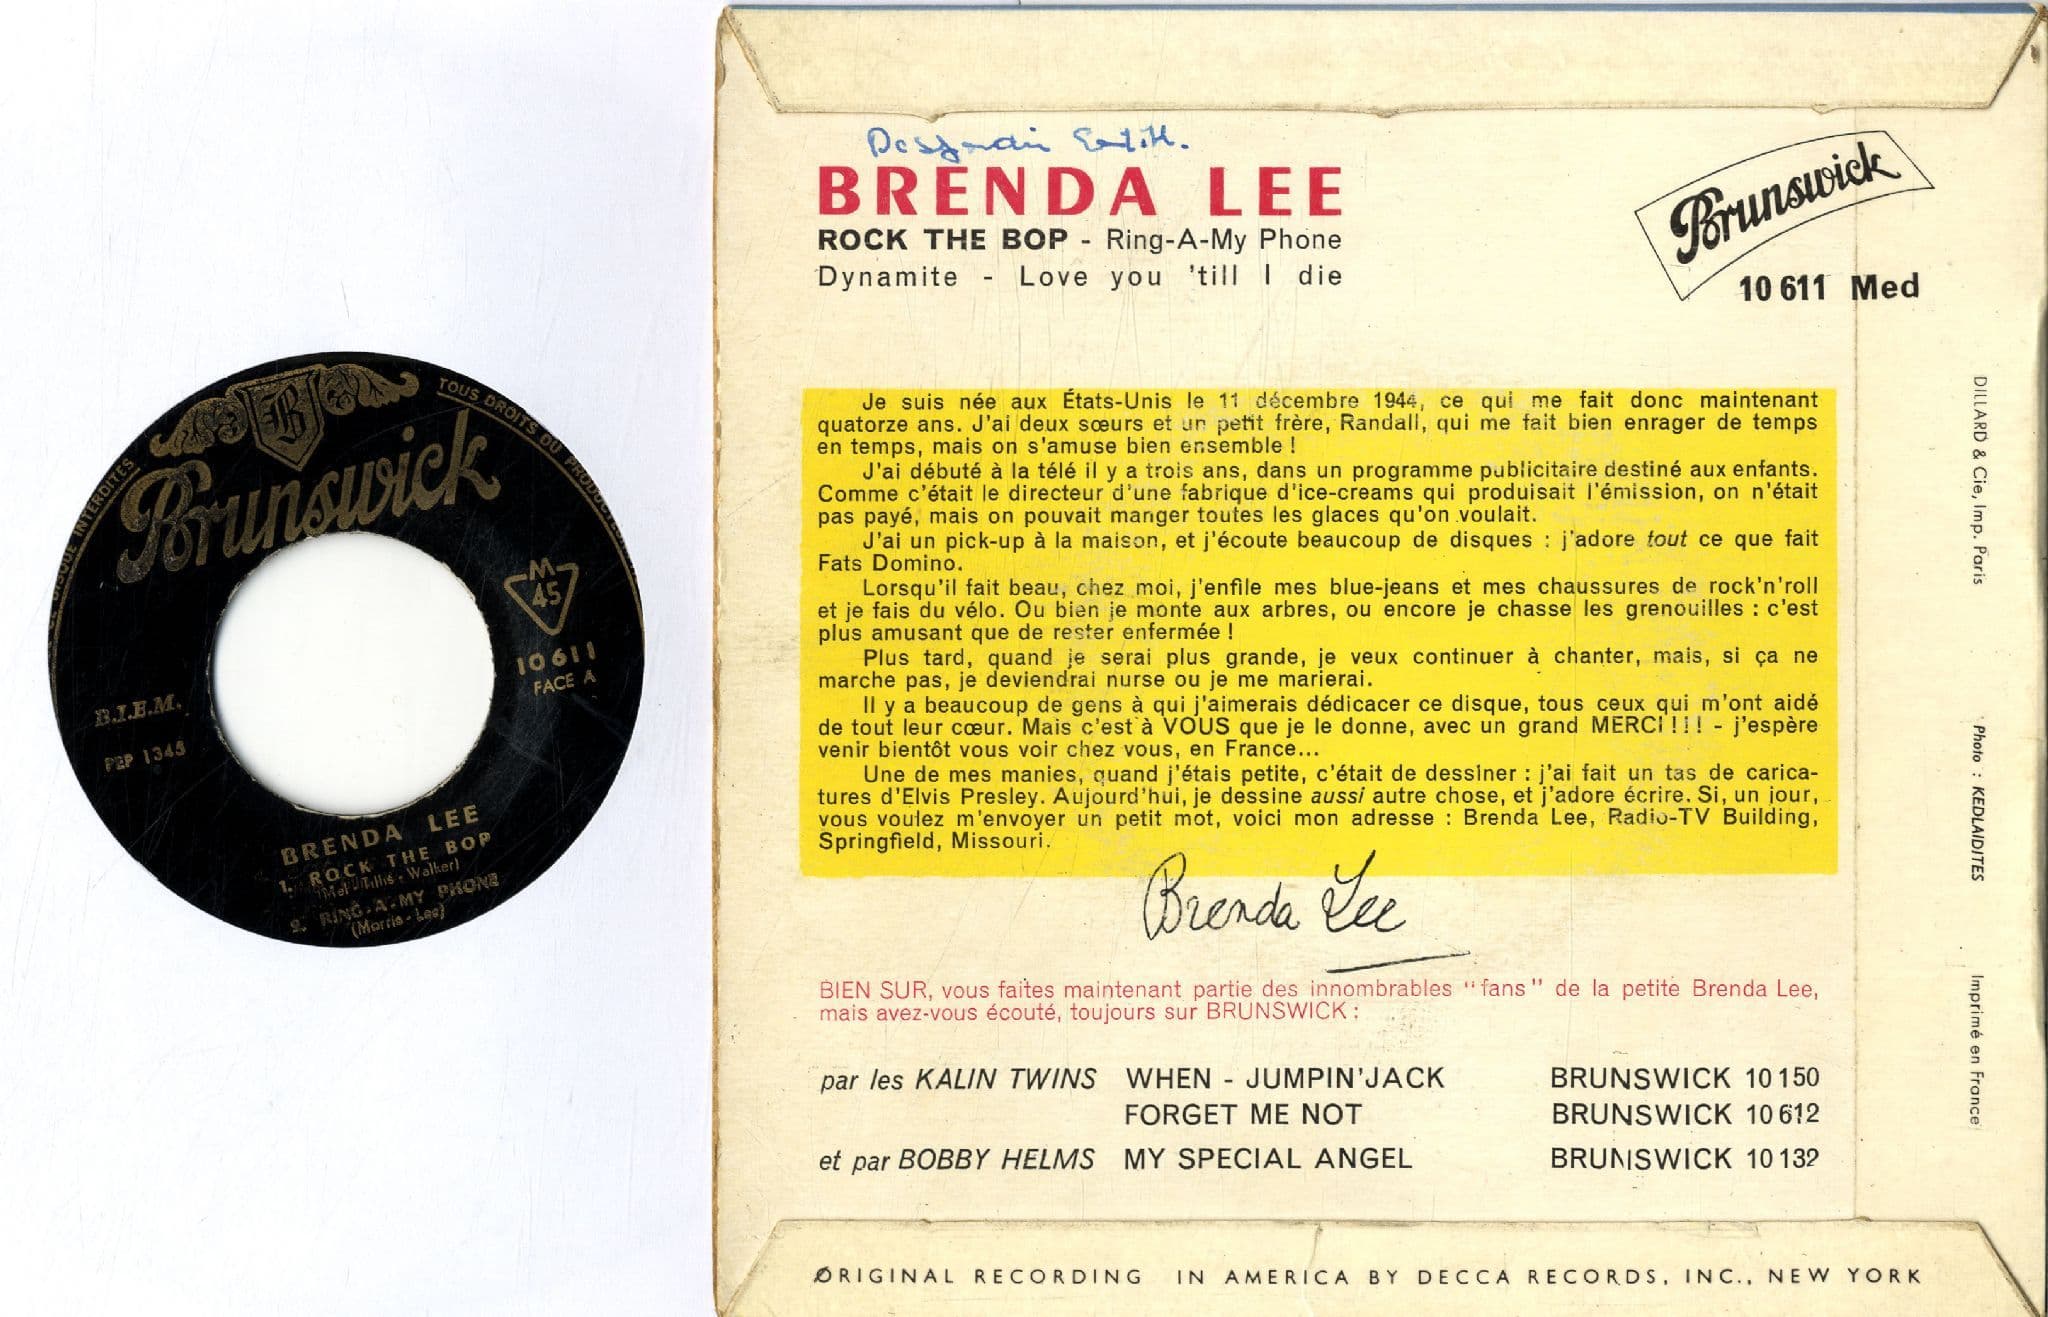 TOUS DROITS DU PRODUCTEUR
DISQUE INTERDITES
B
Brunswick
M
45
10 611
FACE A
B.I.E.M.
PEP 1345
BRENDA LEE
1. ROCK THE BOP
(Mel Tillis - Walker)
2. RING-A-MY PHONE
(Morris - Lee)
BRENDA LEE
ROCK THE BOP - Ring-A-My Phone
Dynamite - Love you 'till I die
Brunswick
10 611 Med
Je suis née aux États-Unis le 11 décembre 1944, ce qui me fait donc maintenant
quatorze ans. J'ai deux sœurs et un petit frère, Randall, qui me fait bien enrager de temps
en temps, mais on s'amuse bien ensemble !
J'ai débuté à la télé il y a trois ans, dans un programme publicitaire destiné aux enfants.
Comme c'était le directeur d'une fabrique d'ice-creams qui produisait l'émission, on n'était
pas payé, mais on pouvait manger toutes les glaces qu'on voulait.
J'ai un pick-up à la maison, et j'écoute beaucoup de disques : j'adore tout ce que fait
Fats Domino.
Lorsqu'il fait beau, chez moi, j'enfile mes blue-jeans et mes chaussures de rock'n'roll
et je fais du vélo. Ou bien je monte aux arbres, ou encore je chasse les grenouilles : c'est
plus amusant que de rester enfermée !
Plus tard, quand je serai plus grande, je veux continuer à chanter, mais, si ça ne
marche pas, je deviendrai nurse ou je me marierai.
Il y a beaucoup de gens à qui j'aimerais dédicacer ce disque, tous ceux qui m'ont aidé
de tout leur cœur. Mais c'est à VOUS que je le donne, avec un grand MERCI !!! - j'espère
venir bientôt vous voir chez vous, en France...
Une de mes manies, quand j'étais petite, c'était de dessiner : j'ai fait un tas de carica-
tures d'Elvis Presley. Aujourd'hui, je dessine aussi autre chose, et j'adore écrire. Si, un jour,
vous voulez m'envoyer un petit mot, voici mon adresse : Brenda Lee, Radio-TV Building,
Springfield, Missouri.
Brenda Lee
BIEN SUR, vous faites maintenant partie des innombrables "fans" de la petite Brenda Lee,
mais avez-vous écouté, toujours sur BRUNSWICK :
par les KALIN TWINS WHEN - JUMPIN'JACK BRUNSWICK 10 150
FORGET ME NOT BRUNSWICK 10 612
et par BOBBY HELMS MY SPECIAL ANGEL BRUNSWICK 10 132
ORIGINAL RECORDING IN AMERICA BY DECCA RECORDS, INC., NEW YORK
DILLARD & Cie, Imp. Paris
Photo : KEDLAIDITES
Imprimé en France